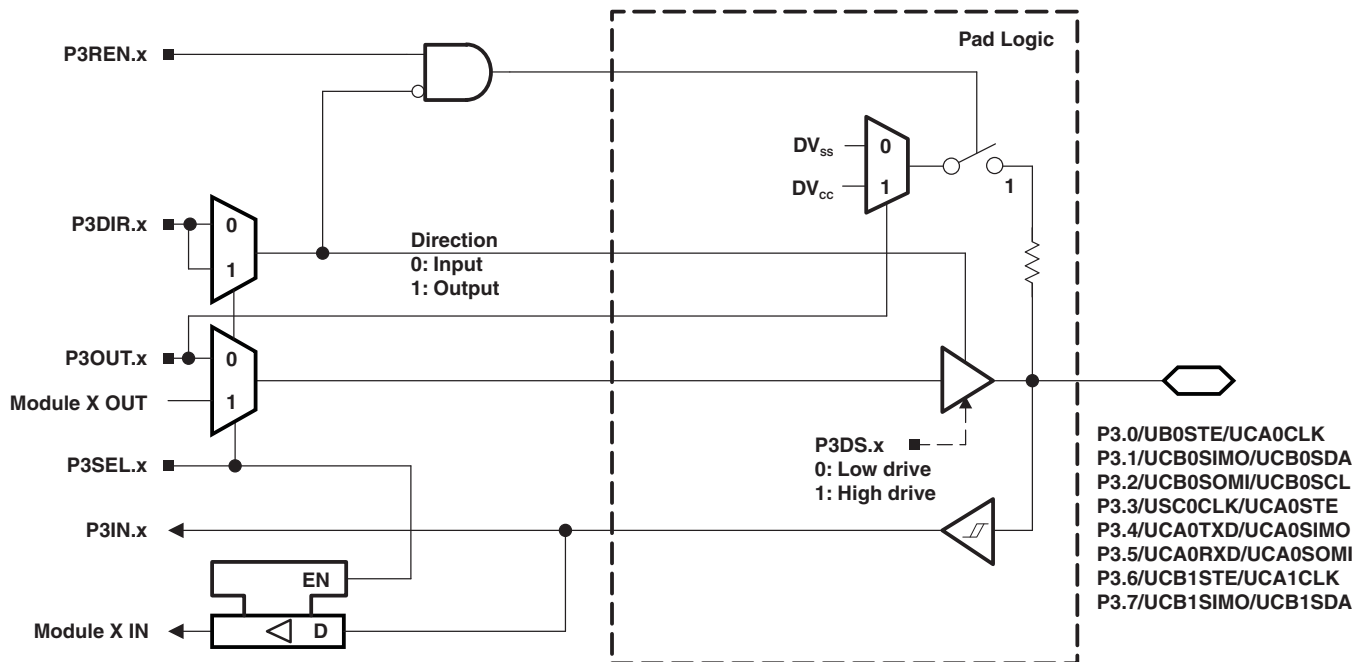 Pad Logic
P3REN.x
DVss
0
DVcc
1
1
P3DIR.x
0
1
Direction
0: Input
1: Output
P3OUT.x
0
Module X OUT
1
P3SEL.x
P3DS.x
0: Low drive
1: High drive
P3IN.x
EN
Module X IN
D
P3.0/UB0STE/UCA0CLK
P3.1/UCB0SIMO/UCB0SDA
P3.2/UCB0SOMI/UCB0SCL
P3.3/USC0CLK/UCA0STE
P3.4/UCA0TXD/UCA0SIMO
P3.5/UCA0RXD/UCA0SOMI
P3.6/UCB1STE/UCA1CLK
P3.7/UCB1SIMO/UCB1SDA